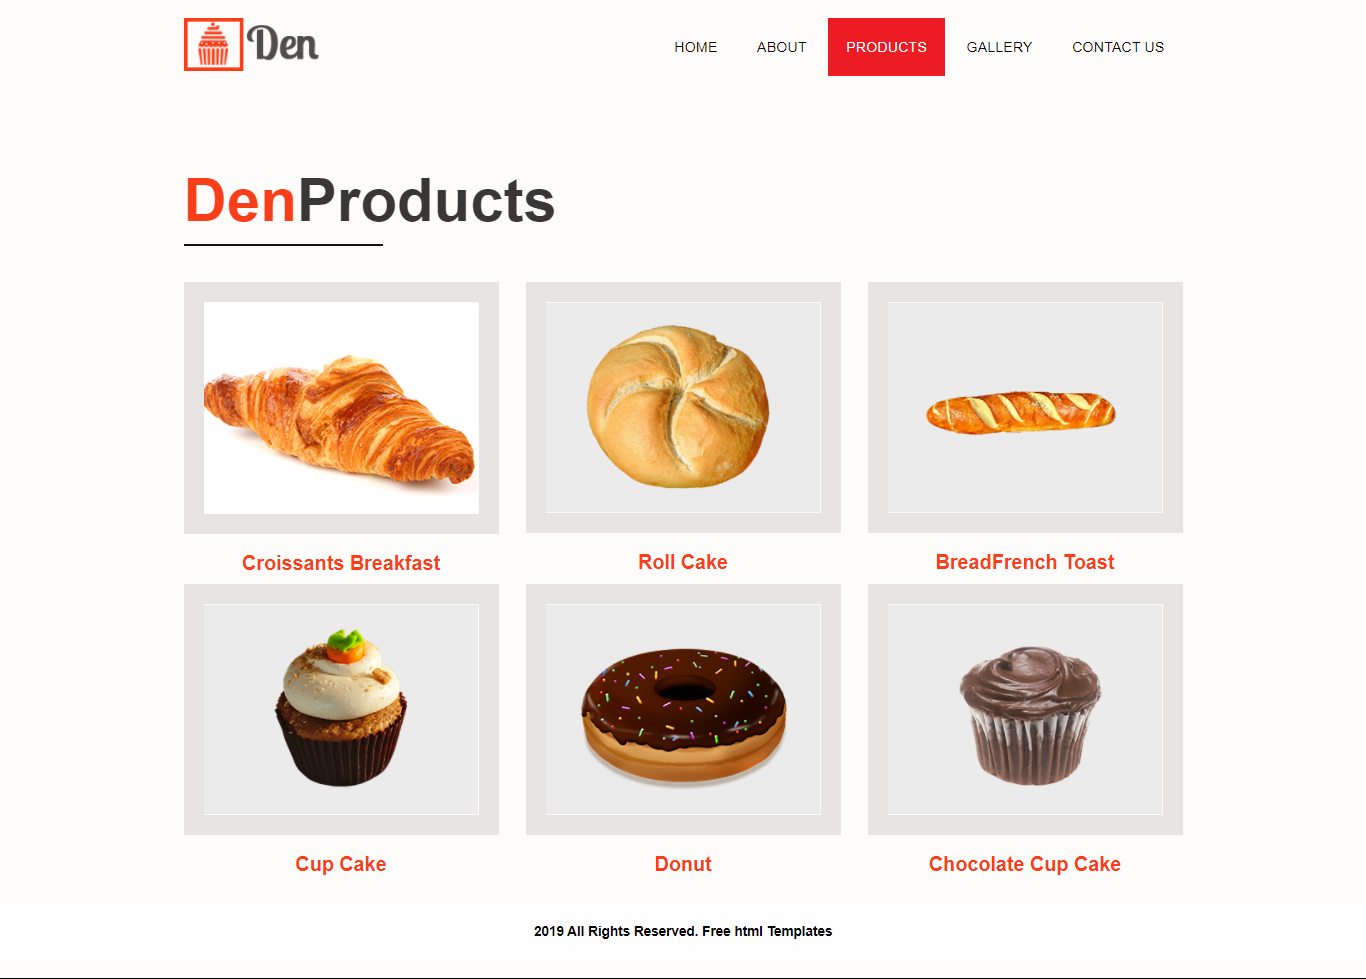 Den
HOME ABOUT PRODUCTS GALLERY CONTACT US
DenProducts
Croissants Breakfast
Roll Cake
BreadFrench Toast
Cup Cake
Donut
Chocolate Cup Cake
2019 All Rights Reserved. Free html Templates